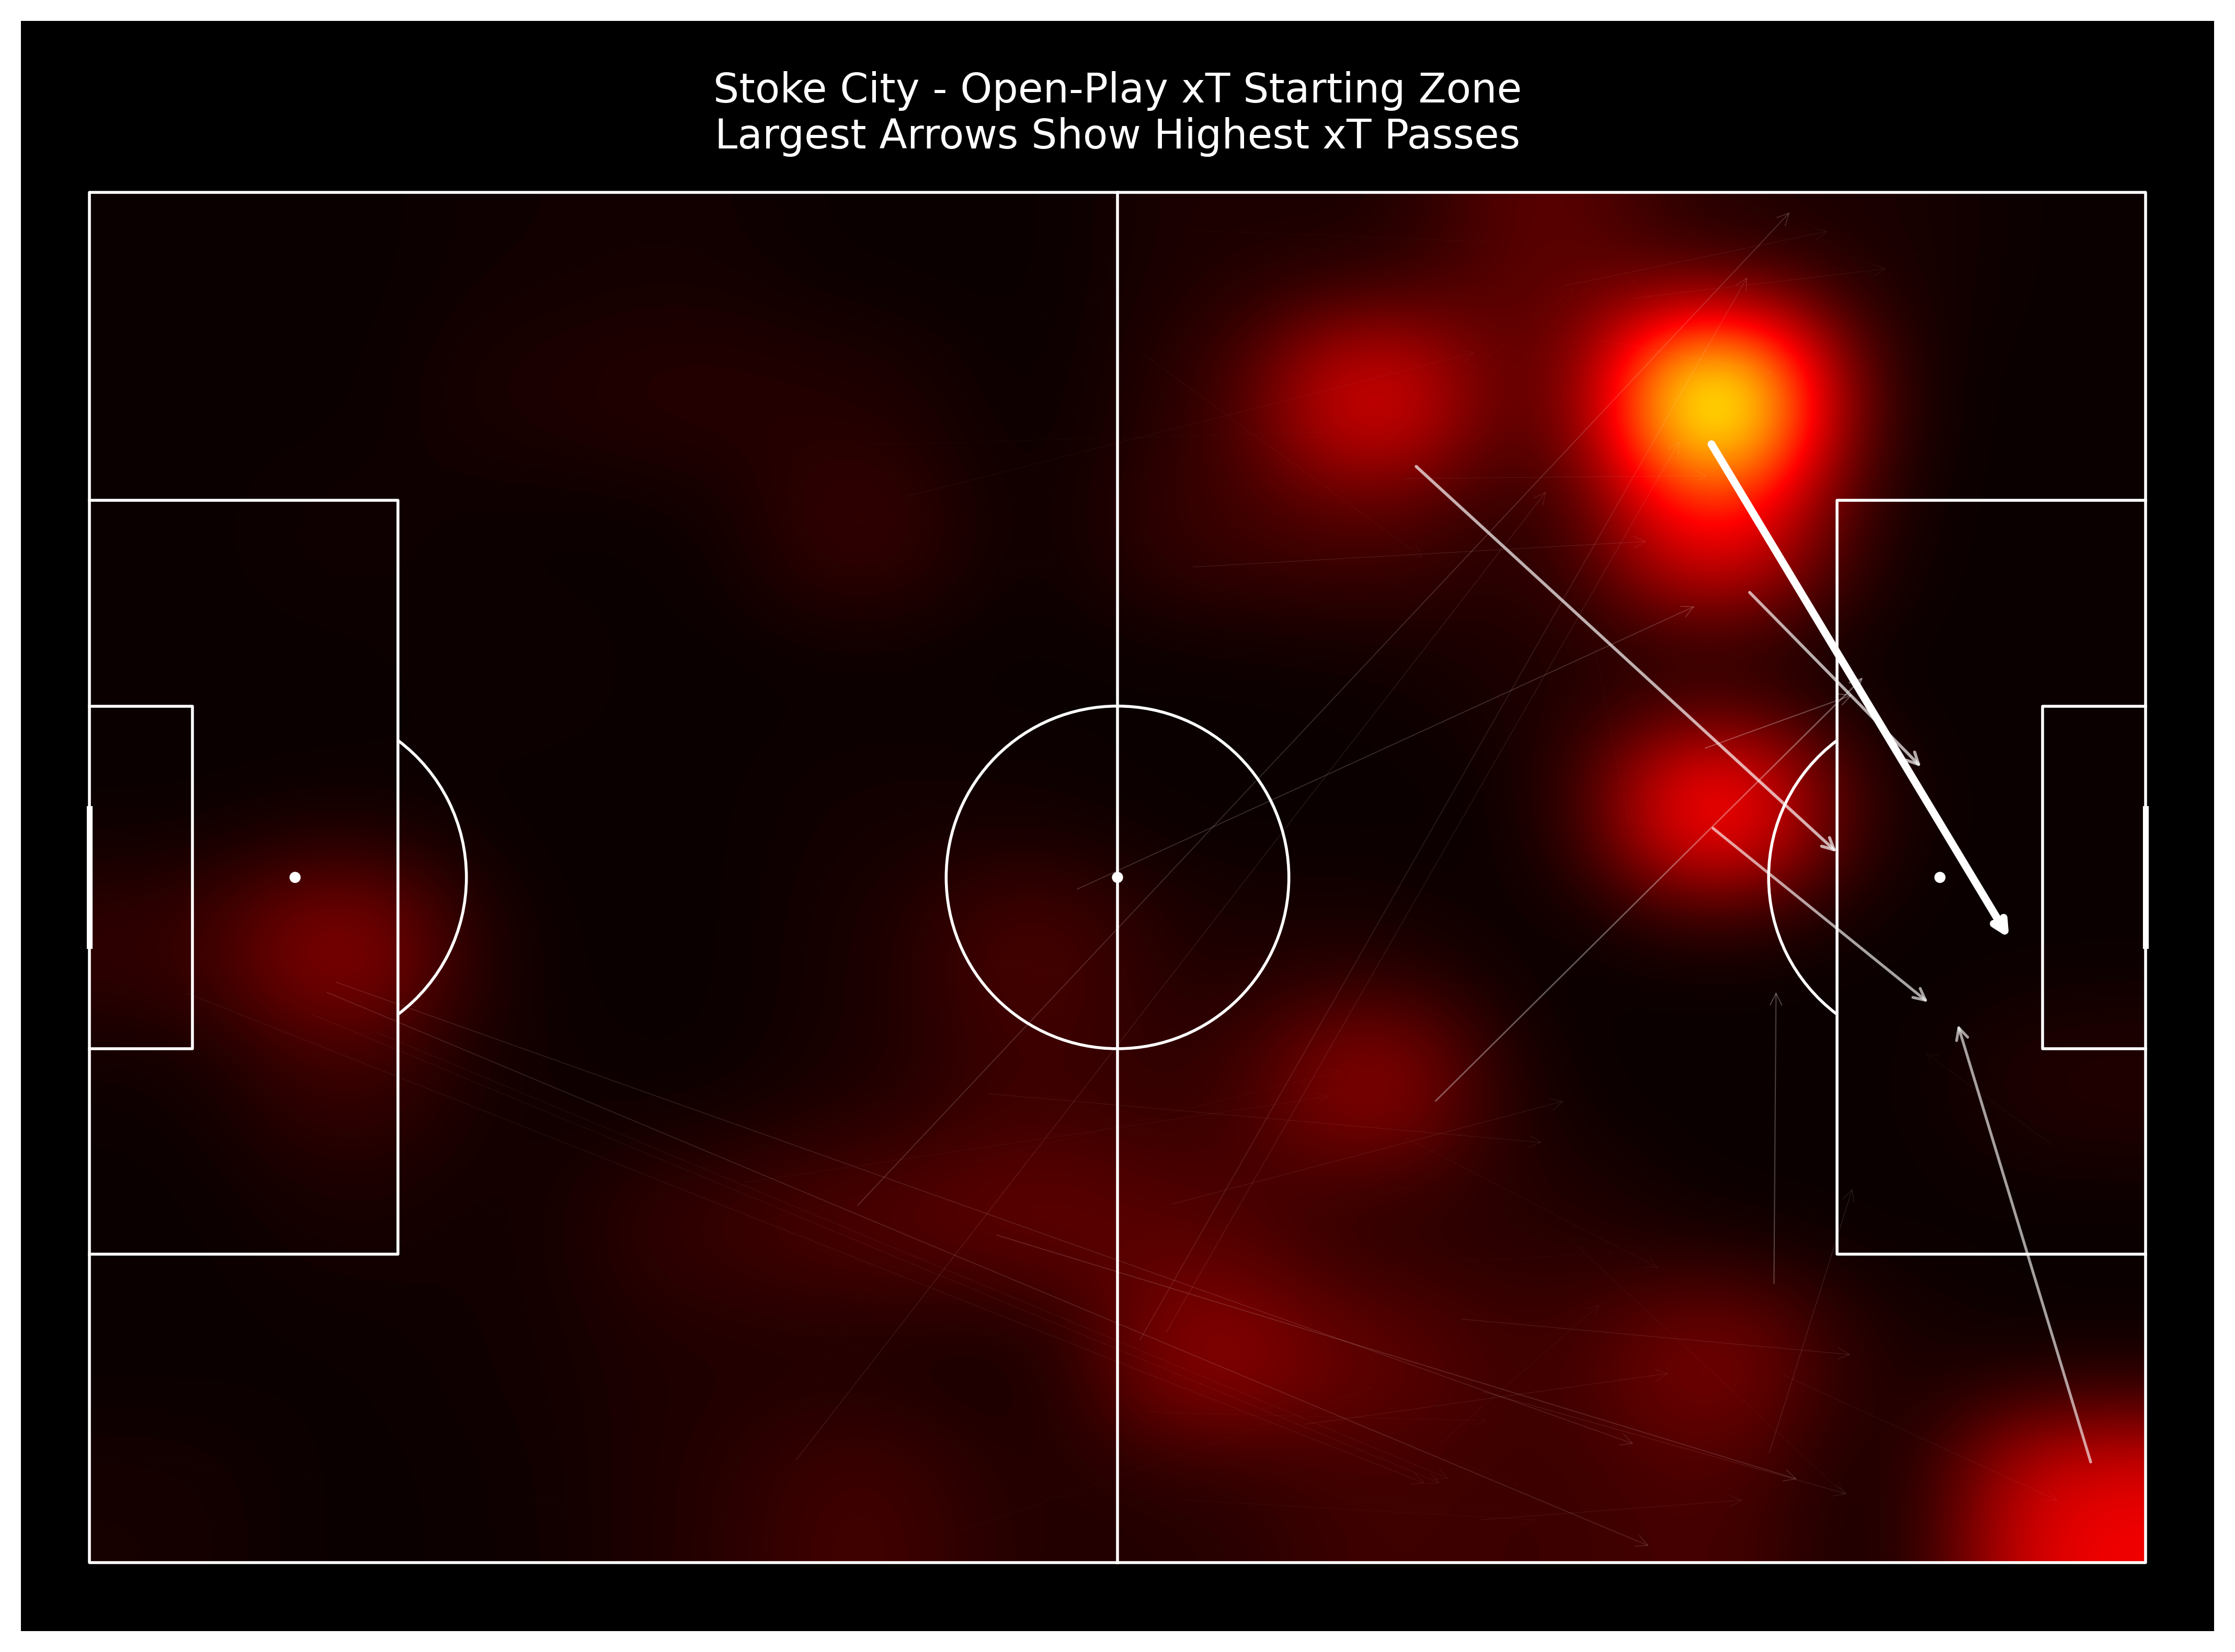 Stoke City - Open-Play xT Starting Zone
Largest Arrows Show Highest xT Passes